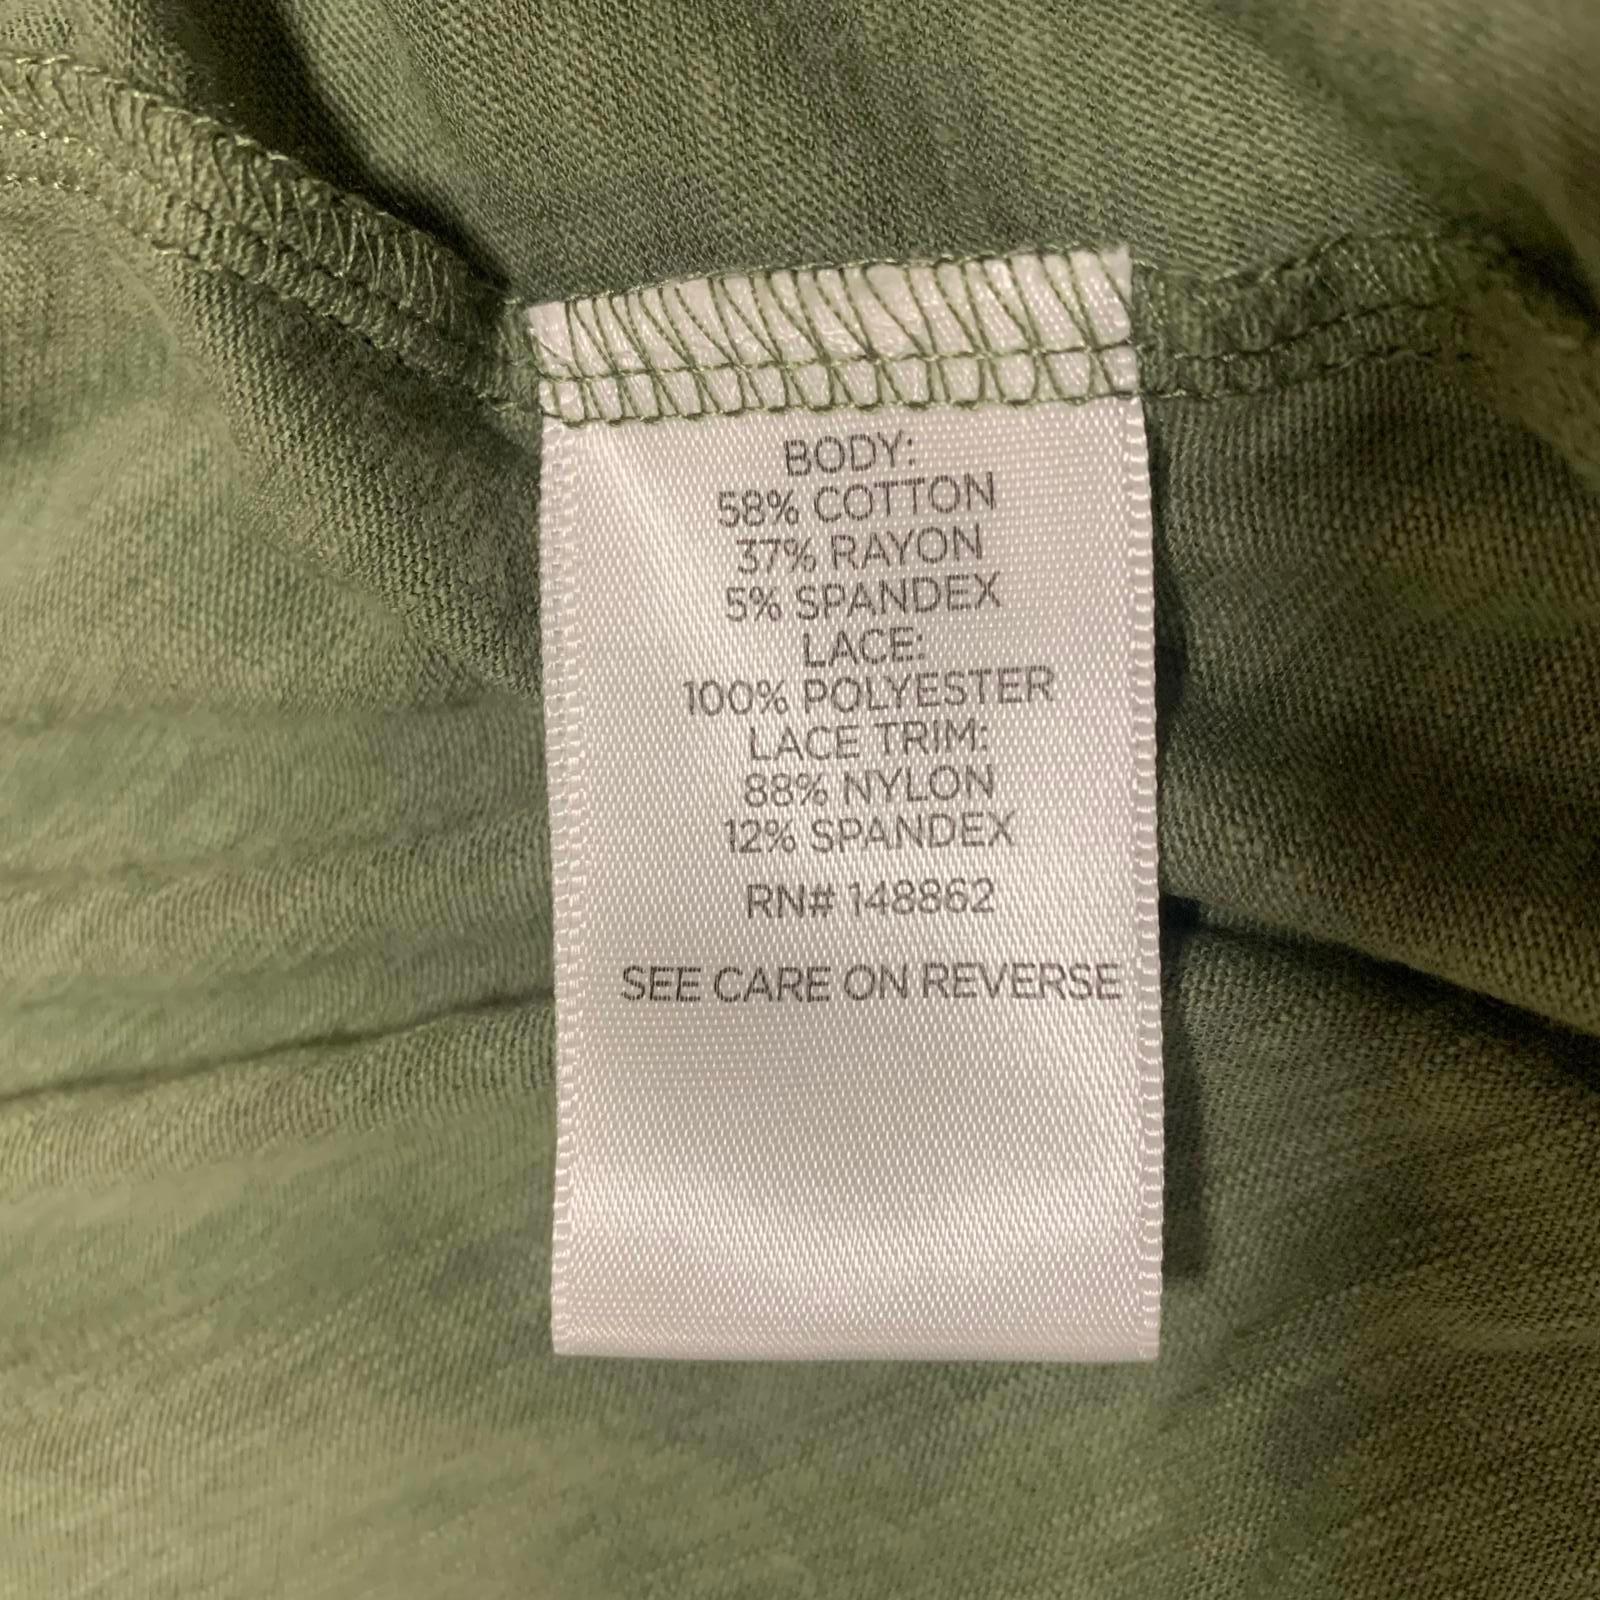 BODY:
58% COTTON
37% RAYON
5% SPANDEX
LACE:
100% POLYESTER
LACE TRIM:
88% NYLON
12% SPANDEX
RN# 148862
SEE CARE ON REVERSE